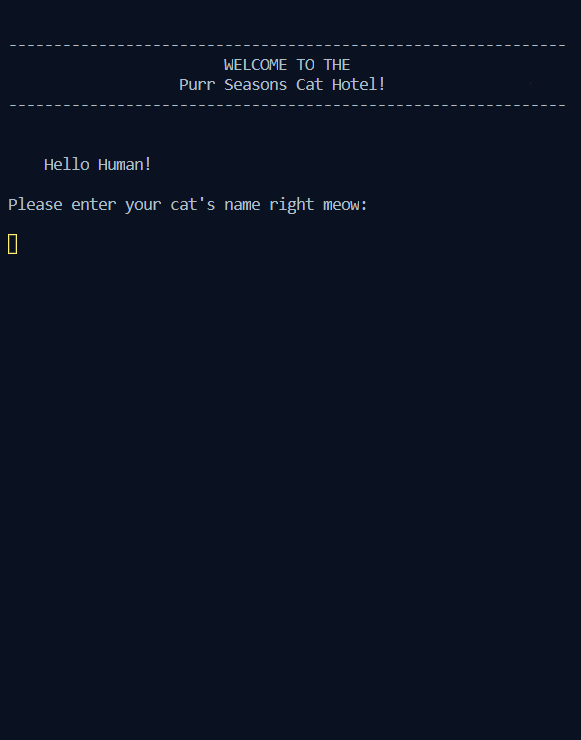 --------------------------------------------------------------
WELCOME TO THE
Purr Seasons Cat Hotel!
--------------------------------------------------------------
Hello Human!
Please enter your cat's name right meow: